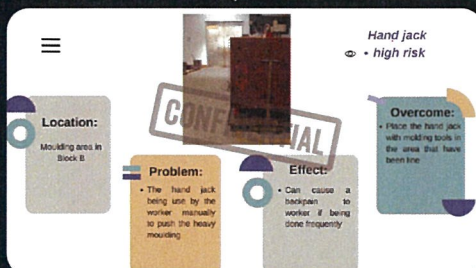 Hand jack
• high risk
CONFIDENTIAL
Location:
Moulding area in
Block B
Problem:
• The hand jack
being use by the
worker manually
to push the heavy
moulding
Effect:
• Can cause a
backpain to
worker if being
done frequently
Overcome:
• Place the hand jack
with molding tools in
the area that have
been line